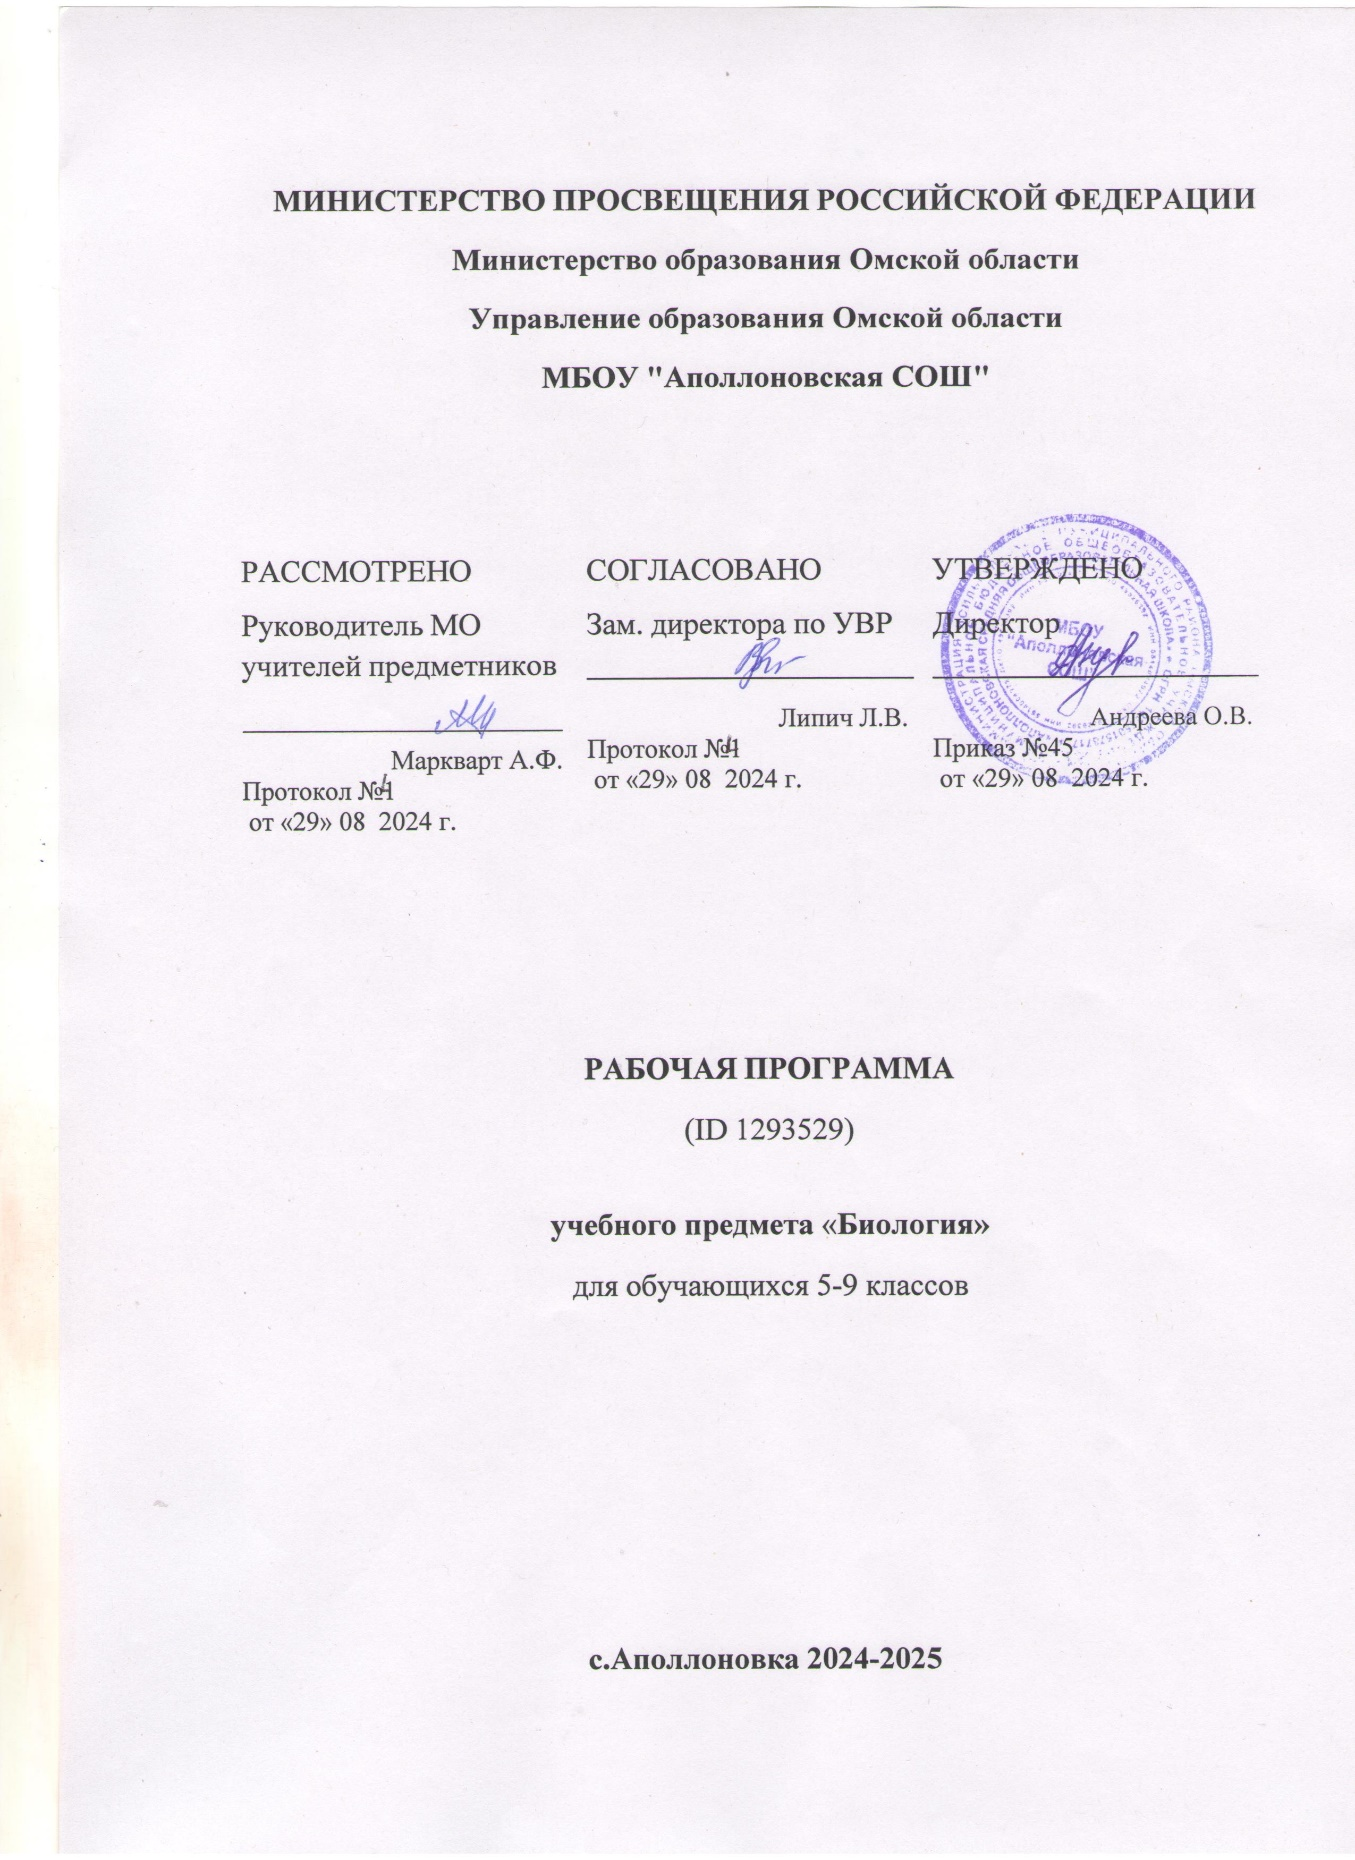 МИНИСТЕРСТВО ПРОСВЕЩЕНИЯ РОССИЙСКОЙ ФЕДЕРАЦИИ
Министерство образования Омской области
Управление образования Омской области
МБОУ "Аполлоновская СОШ"
РАССМОТРЕНО
Руководитель МО
учителей предметников
Маркварт А.Ф.
Протокол №1
от «29» 08 2024 г.
СОГЛАСОВАНО
Зам. директора по УВР
Липич Л.В.
Протокол №1
от «29» 08 2024 г.
УТВЕРЖДЕНО
Директор
Андреева О.В.
Приказ №45
от «29» 08 2024 г.
МБОУ
"Аполлоновская
СОШ"
РАБОЧАЯ ПРОГРАММА
(ID 1293529)
учебного предмета «Биология»
для обучающихся 5-9 классов
с.Аполлоновка 2024-2025